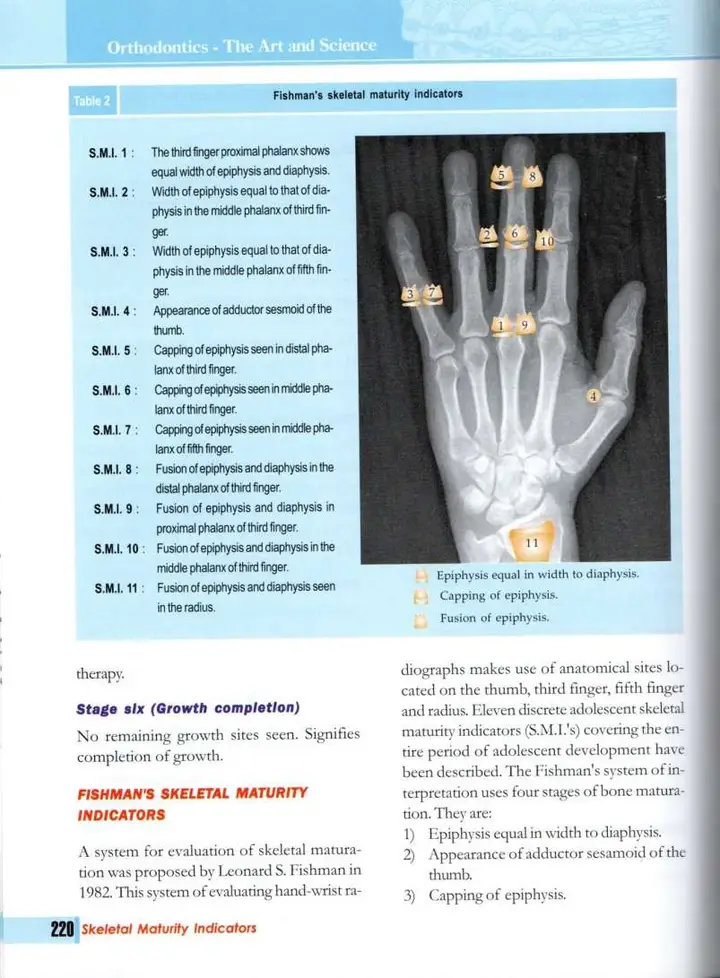 Orthodontics - The Art and Science
Table 2
Fishman's skeletal maturity indicators
S.M.I. 1 : The third finger proximal phalanx shows
equal width of epiphysis and diaphysis.
S.M.I. 2 : Width of epiphysis equal to that of dia-
physis in the middle phalanx of third fin-
ger.
S.M.I. 3 : Width of epiphysis equal to that of dia-
physis in the middle phalanx of fifth fin-
ger.
S.M.I. 4 : Appearance of adductor sesmoid of the
thumb.
S.M.I. 5 : Capping of epiphysis seen in distal pha-
lanx of third finger.
S.M.I. 6 : Capping of epiphysis seen in middle pha-
lanx of third finger.
S.M.I. 7 : Capping of epiphysis seen in middle pha-
lanx of fifth finger.
S.M.I. 8 : Fusion of epiphysis and diaphysis in the
distal phalanx of third finger.
S.M.I. 9 : Fusion of epiphysis and diaphysis in
proximal phalanx of third finger.
S.M.I. 10 : Fusion of epiphysis and diaphysis in the
middle phalanx of third finger.
S.M.I. 11 : Fusion of epiphysis and diaphysis seen
in the radius.
5 8
2 6 10
3 7
1 9
4
11
Epiphysis equal in width to diaphysis.
Capping of epiphysis.
Fusion of epiphysis.
therapy.
Stage six (Growth completion)
No remaining growth sites seen. Signifies
completion of growth.
FISHMAN'S SKELETAL MATURITY
INDICATORS
A system for evaluation of skeletal matura-
tion was proposed by Leonard S. Fishman in
1982. This system of evaluating hand-wrist ra-
diographs makes use of anatomical sites lo-
cated on the thumb, third finger, fifth finger
and radius. Eleven discrete adolescent skeletal
maturity indicators (S.M.I.'s) covering the en-
tire period of adolescent development have
been described. The Fishman's system of in-
terpretation uses four stages of bone matura-
tion. They are:
1) Epiphysis equal in width to diaphysis.
2) Appearance of adductor sesamoid of the
thumb.
3) Capping of epiphysis.
220 Skeletal Maturity Indicators